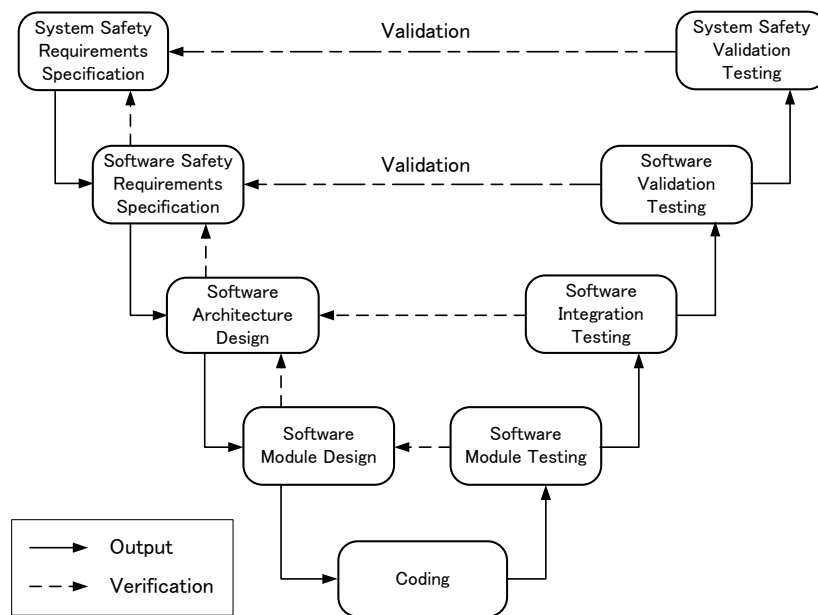 System Safety
Requirements
Specification
Validation
System Safety
Validation
Testing
Software Safety
Requirements
Specification
Validation
Software
Validation
Testing
Software
Architecture
Design
Software
Integration
Testing
Software
Module Design
Software
Module Testing
Coding
Output
Verification